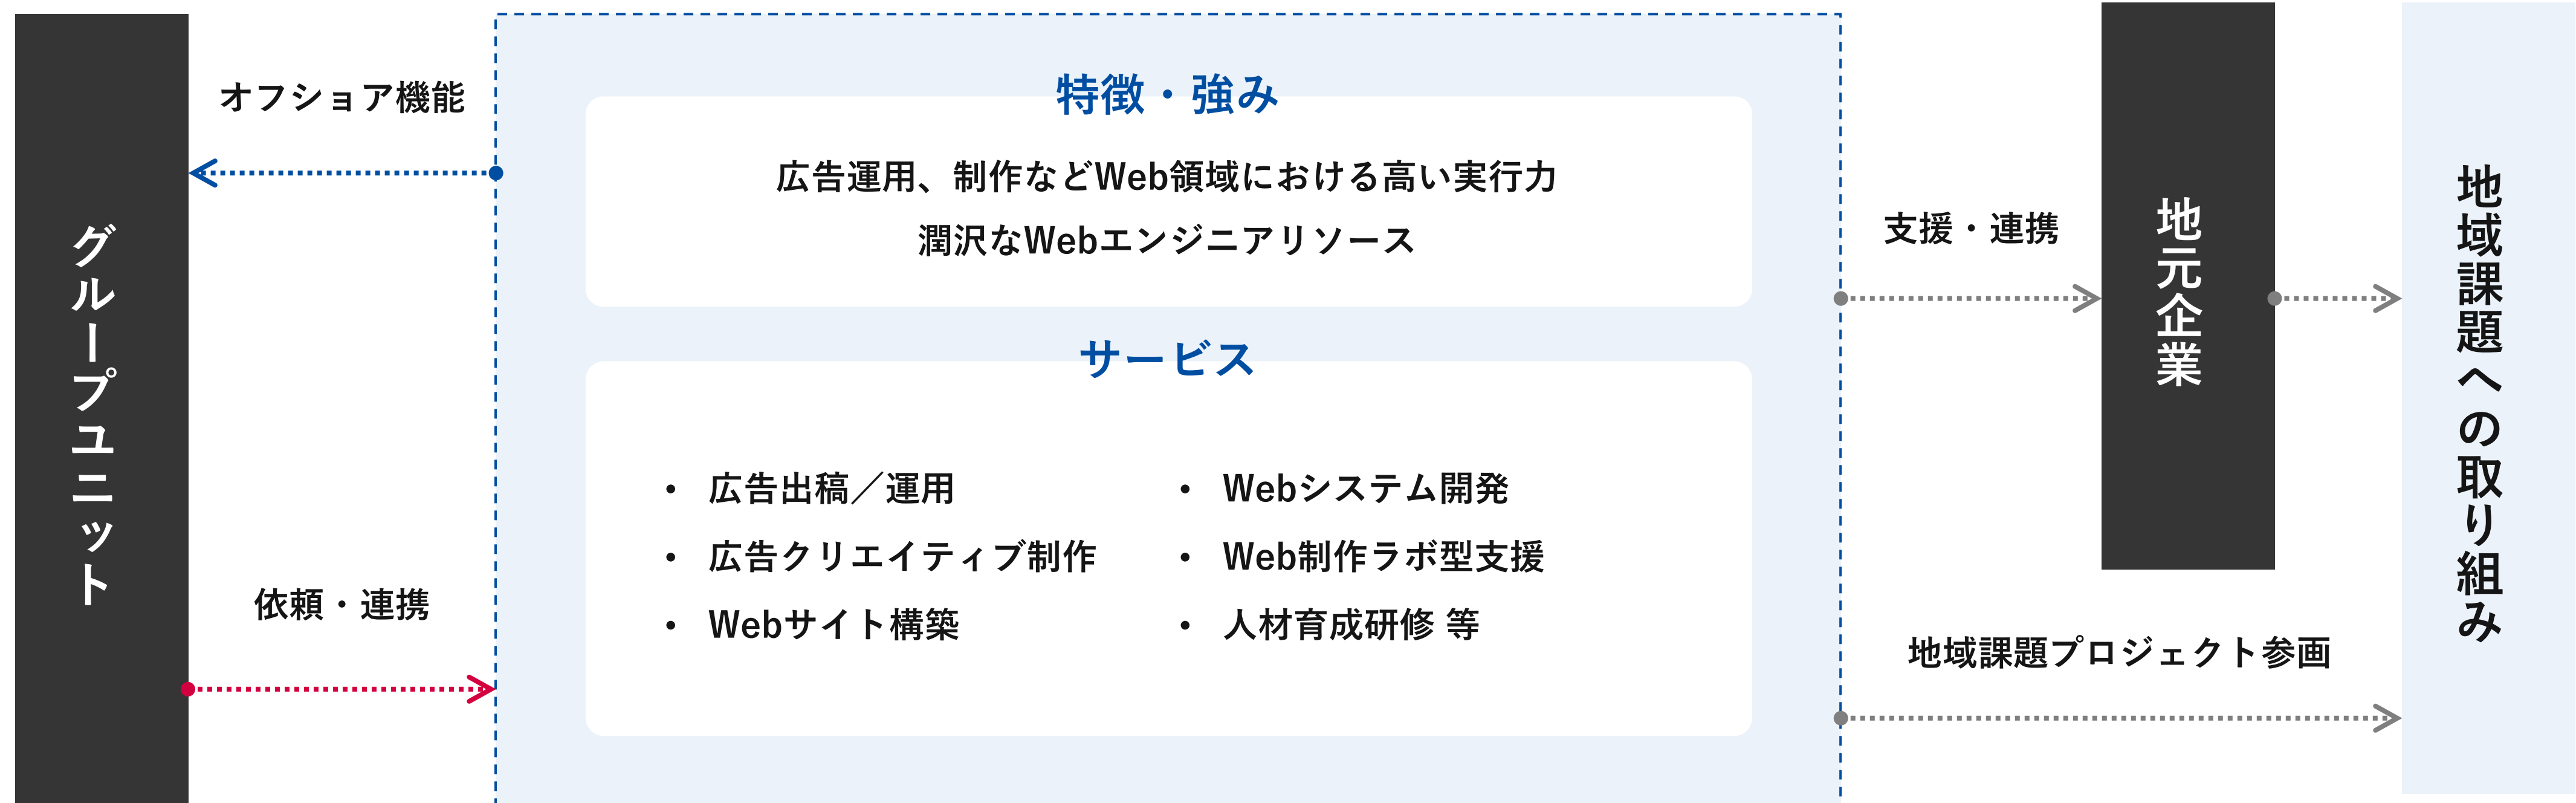 グループユニット
オフショア機能
依頼・連携
特徴・強み
広告運用、制作などWeb領域における高い実行力
潤沢なWebエンジニアリソース
サービス
• 広告出稿／運用
• 広告クリエイティブ制作
• Webサイト構築
• Webシステム開発
• Web制作ラボ型支援
• 人材育成研修 等
支援・連携
地元企業
地域課題プロジェクト参画
地域課題への取り組み